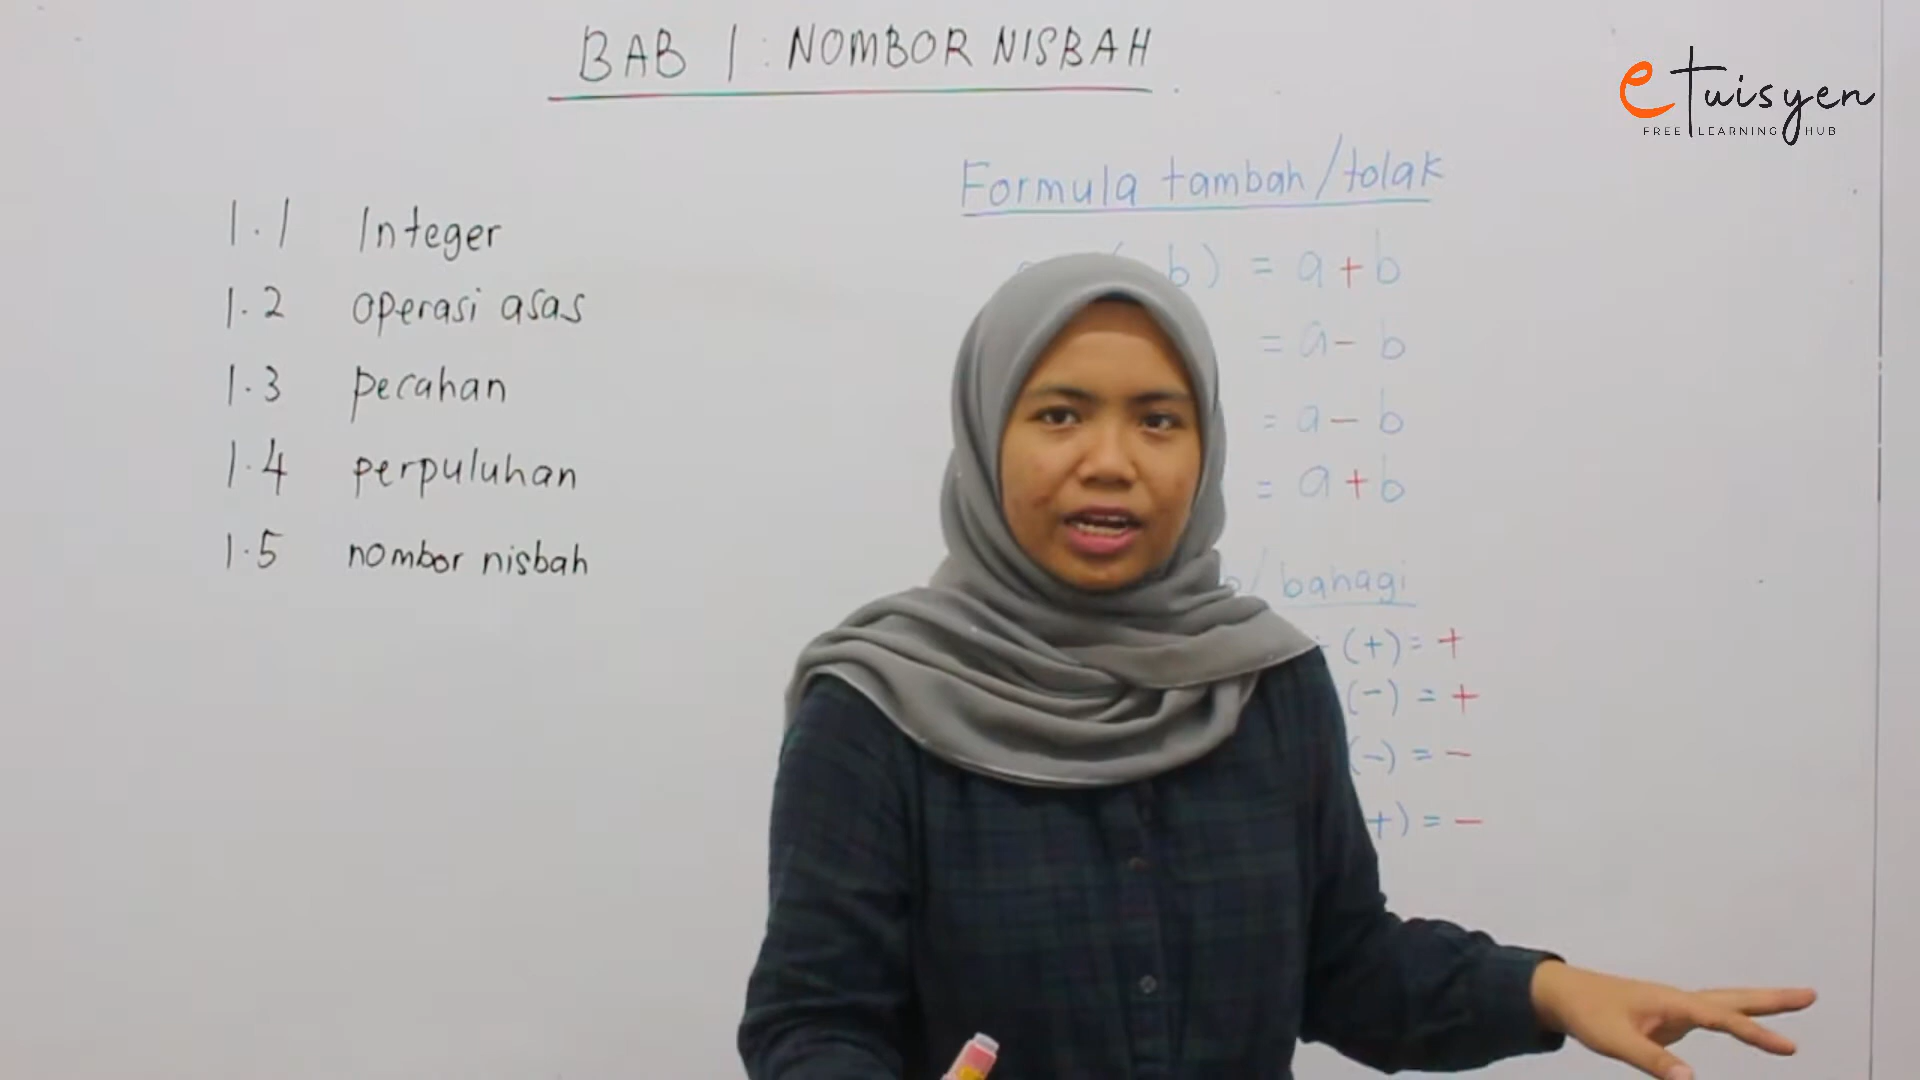 BAB 1 : NOMBOR NISBAH
eTuisyen
FREE LEARNING HUB
1.1 Integer
1.2 operasi asas
1.3 pecahan
1.4 perpuluhan
1.5 nombor nisbah
Formula tambah/tolak
b) = a + b
= a - b
= a - b
= a + b
/ bahagi
(+) = +
(-) = +
(-) = -
+) = -